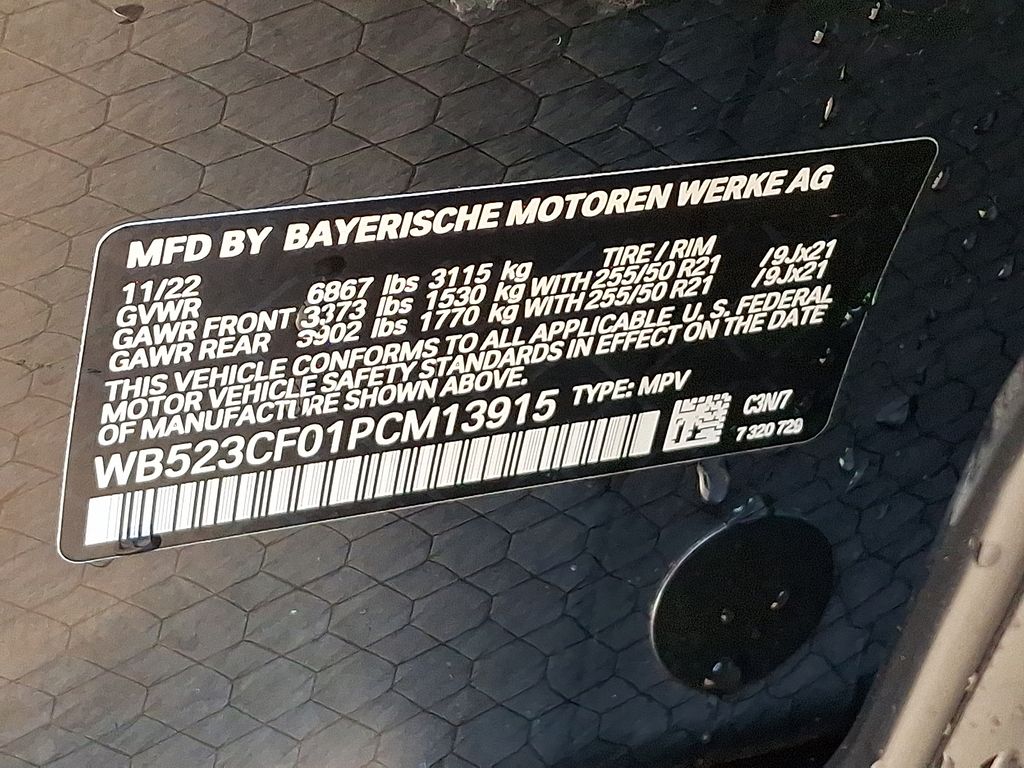 MFD BY BAYERISCHE MOTOREN WERKE AG
11/22 TIRE / RIM
GVWR 6867 lbs 3115 kg
GAWR FRONT 3373 lbs 1530 kg WITH 255/50 R21 /9Jx21
GAWR REAR 3902 lbs 1770 kg WITH 255/50 R21 /9Jx21
THIS VEHICLE CONFORMS TO ALL APPLICABLE U. S. FEDERAL
MOTOR VEHICLE SAFETY STANDARDS IN EFFECT ON THE DATE
OF MANUFACTURE SHOWN ABOVE.
WB523CF01PCM13915 TYPE: MPV
C3N7
7 320 720